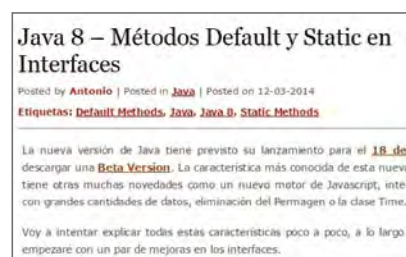 Java 8 – Métodos Default y Static en
Interfaces
Posted by Antonio | Posted in Java | Posted on 12-03-2014
Etiquetas: Default Methods, Java, Java 8, Static Methods
La nueva versión de Java tiene previsto su lanzamiento para el 18 de
descargar una Beta Version. La característica más conocida de esta nueva
tiene otras muchas novedades como un nuevo motor de Javascript, inte
con grandes cantidades de datos, eliminación del Permagen o la clase Time.
Voy a intentar explicar todas estas características poco a poco, a lo largo
empezare con un par de mejoras en los interfaces.